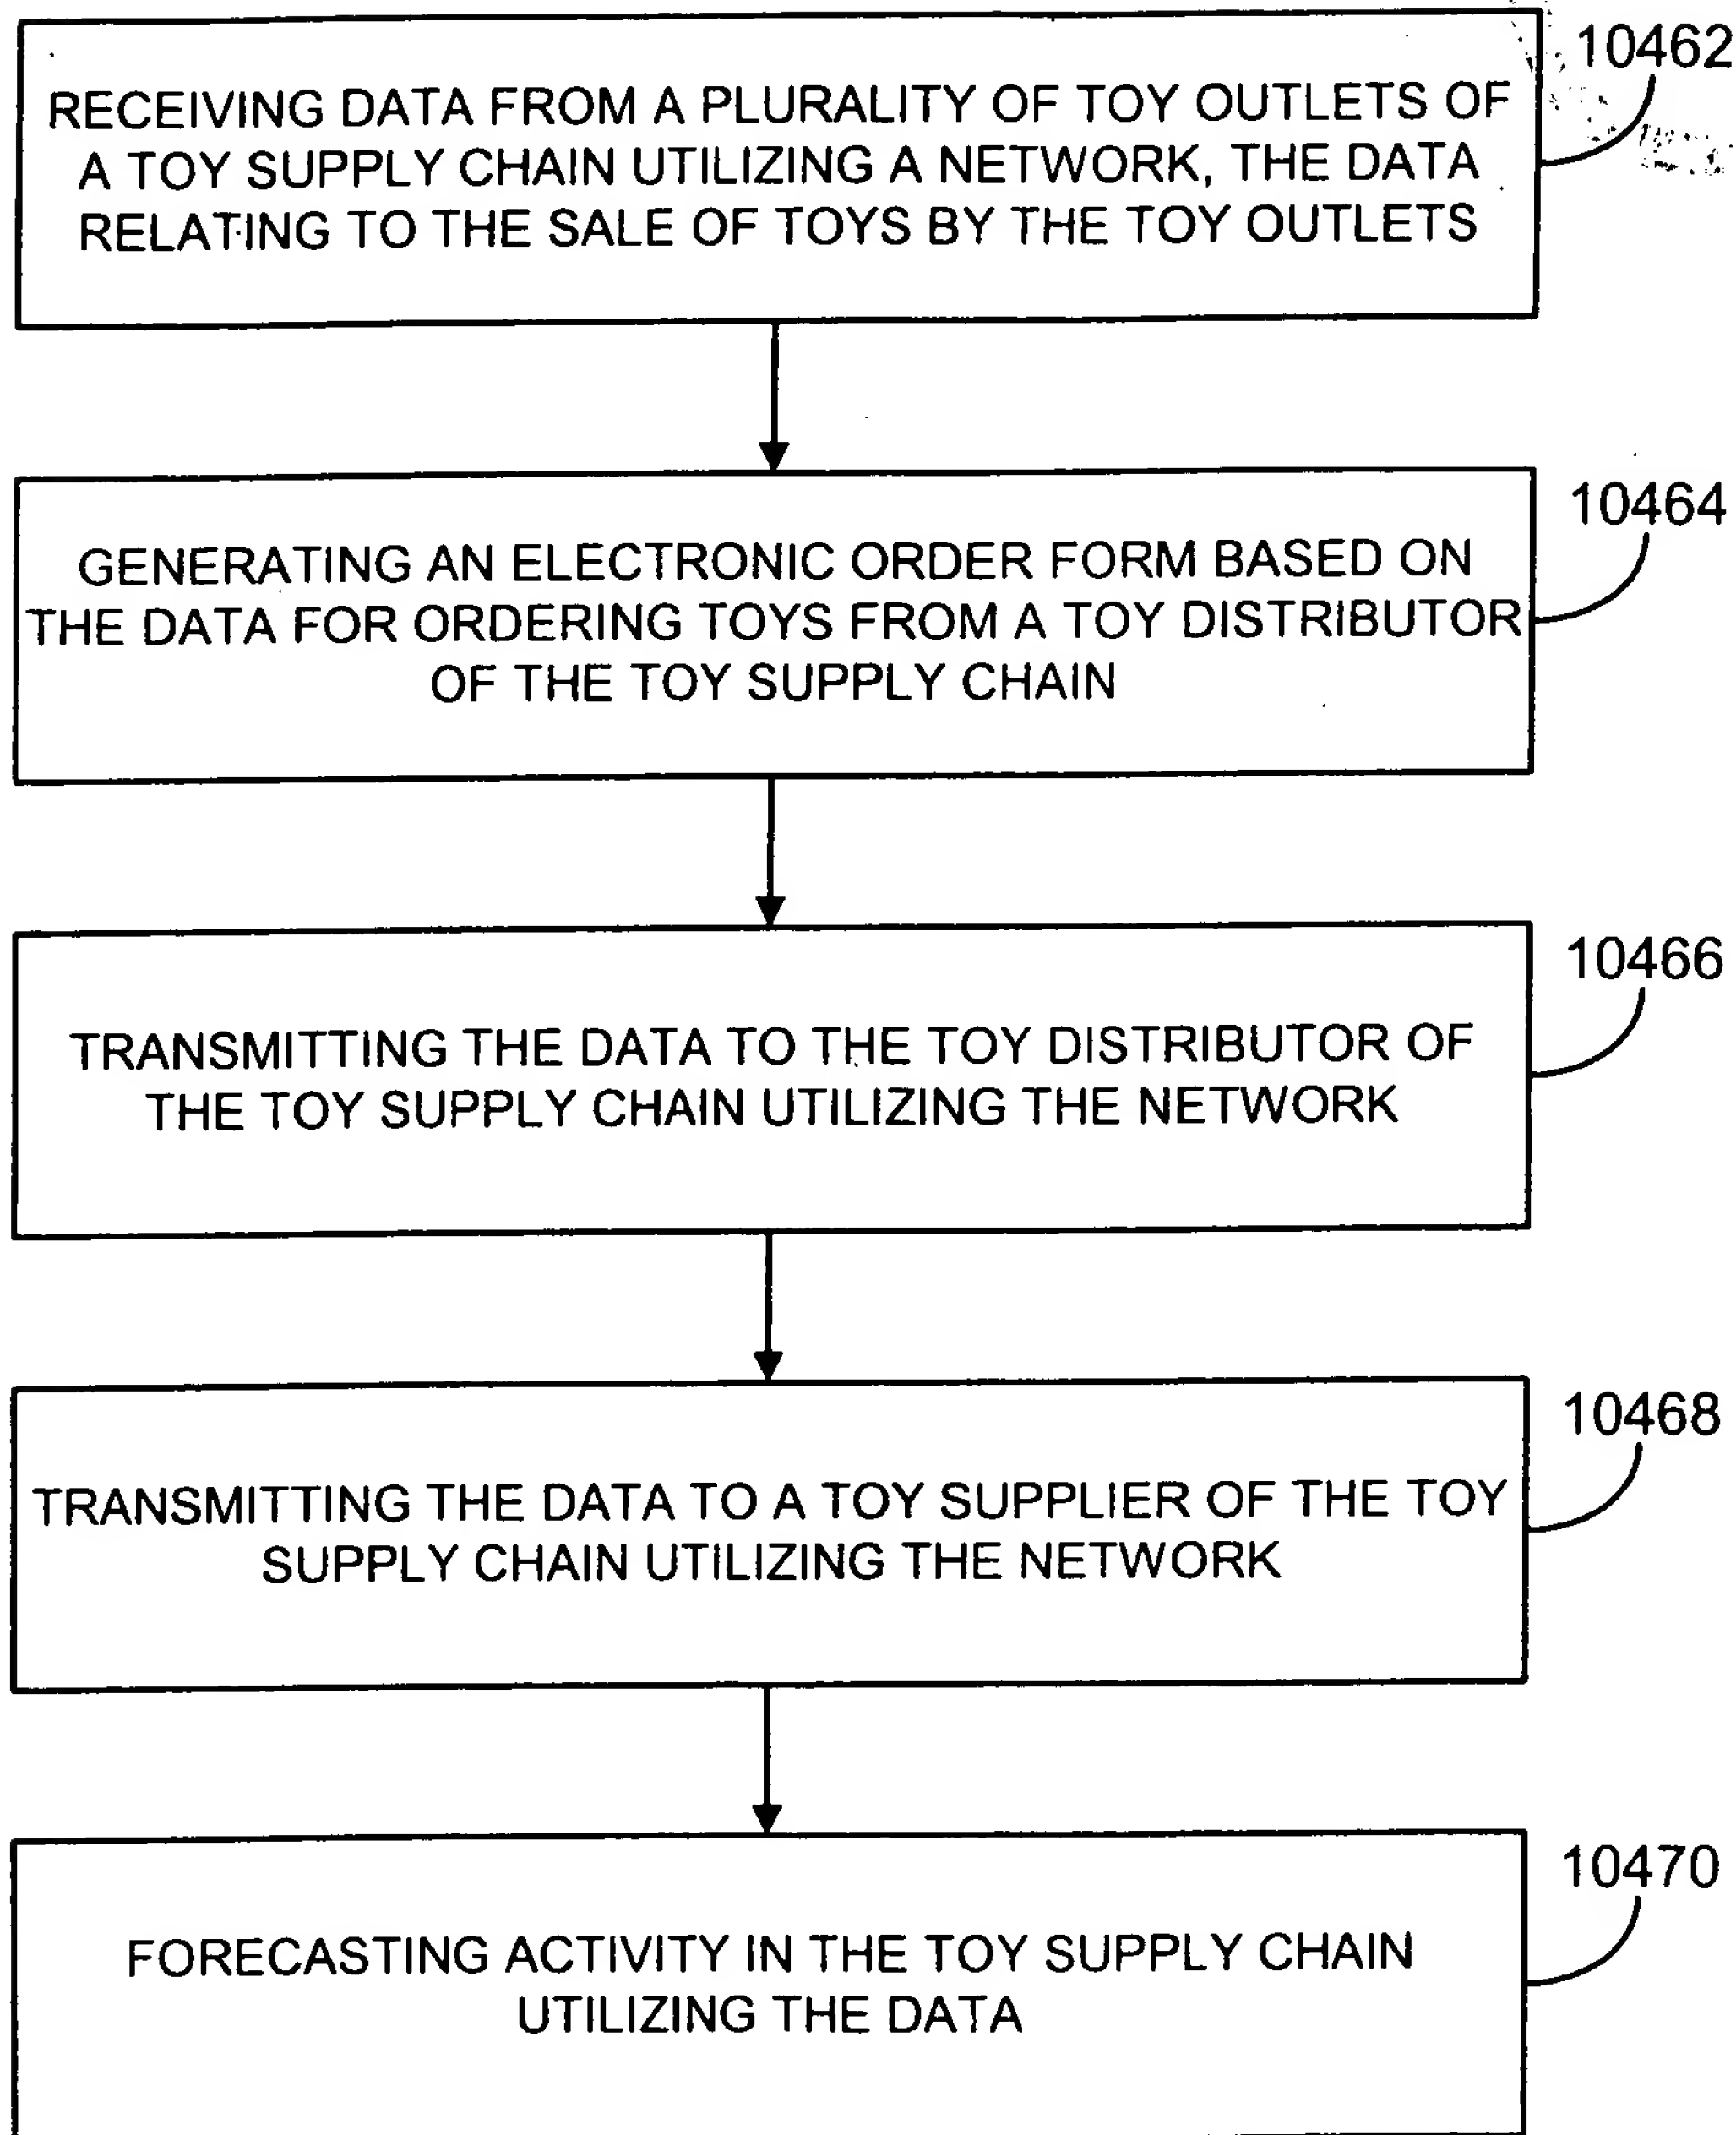 10462
RECEIVING DATA FROM A PLURALITY OF TOY OUTLETS OF
A TOY SUPPLY CHAIN UTILIZING A NETWORK, THE DATA
RELATING TO THE SALE OF TOYS BY THE TOY OUTLETS
10464
GENERATING AN ELECTRONIC ORDER FORM BASED ON
THE DATA FOR ORDERING TOYS FROM A TOY DISTRIBUTOR
OF THE TOY SUPPLY CHAIN
10466
TRANSMITTING THE DATA TO THE TOY DISTRIBUTOR OF
THE TOY SUPPLY CHAIN UTILIZING THE NETWORK
10468
TRANSMITTING THE DATA TO A TOY SUPPLIER OF THE TOY
SUPPLY CHAIN UTILIZING THE NETWORK
10470
FORECASTING ACTIVITY IN THE TOY SUPPLY CHAIN
UTILIZING THE DATA